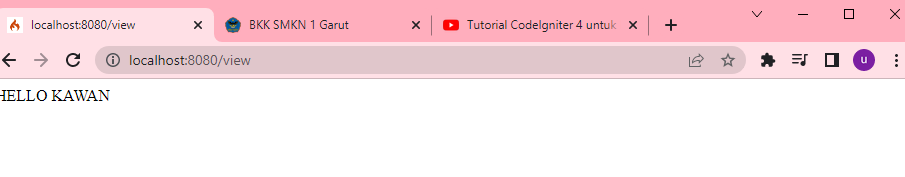 localhost:8080/view
BKK SMKN 1 Garut
Tutorial CodeIgniter 4 untuk
localhost:8080/view
u
HELLO KAWAN